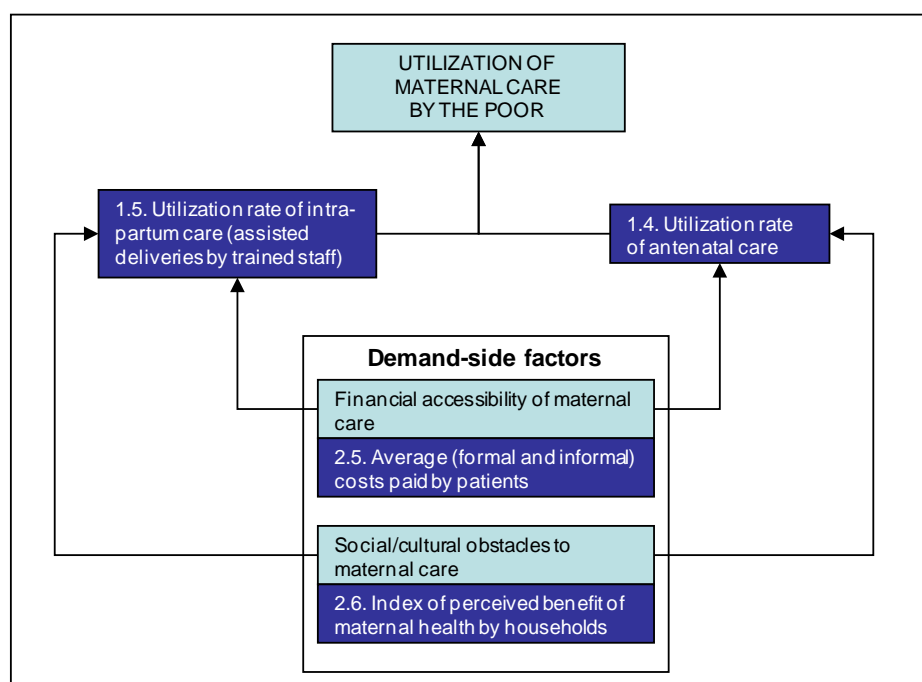 UTILIZATION OF
MATERNAL CARE
BY THE POOR
1.5. Utilization rate of intra-
partum care (assisted
deliveries by trained staff)
1.4. Utilization rate
of antenatal care
Demand-side factors
Financial accessibility of maternal
care
2.5. Average (formal and informal)
costs paid by patients
Social/cultural obstacles to
maternal care
2.6. Index of perceived benefit of
maternal health by households